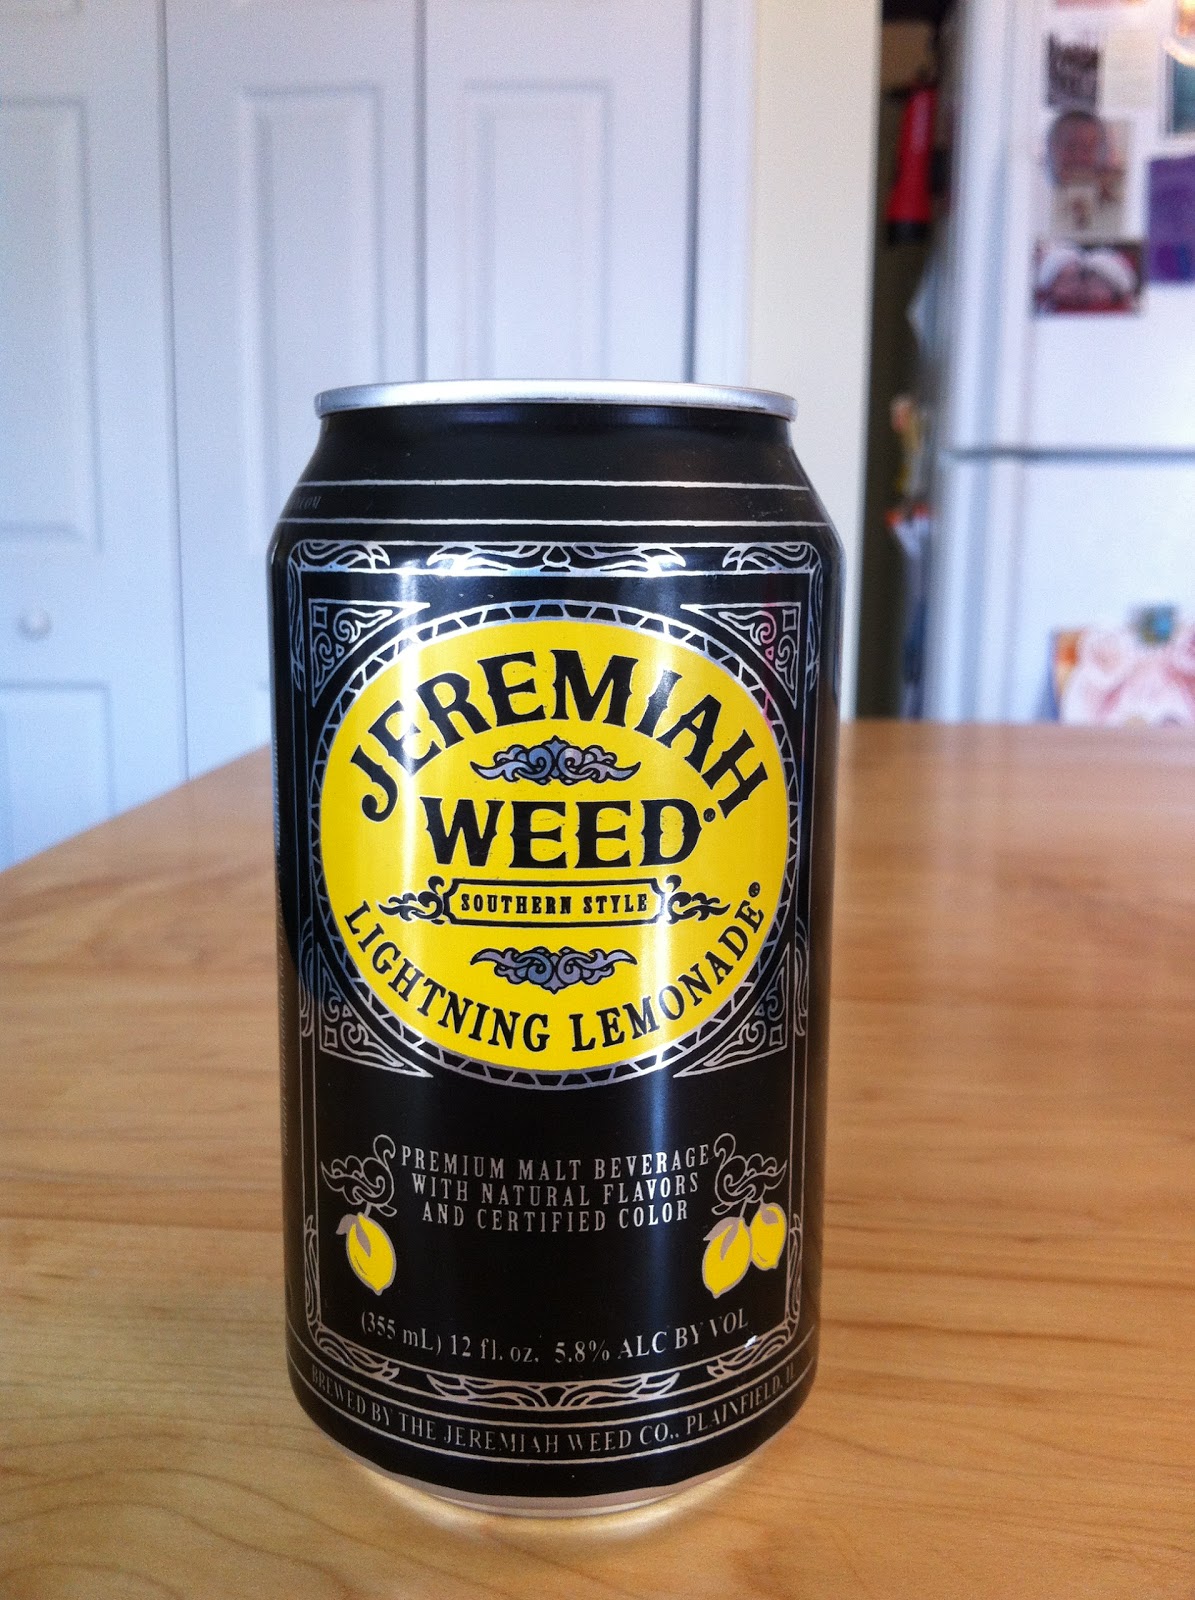 JEREMIAH
WEED®
SOUTHERN STYLE
LIGHTNING LEMONADE®
PREMIUM MALT BEVERAGE
WITH NATURAL FLAVORS
AND CERTIFIED COLOR
(355 mL) 12 fl. oz. 5.8% ALC BY VOL
BREWED BY THE JEREMIAH WEED CO., PLAINFIELD, IL